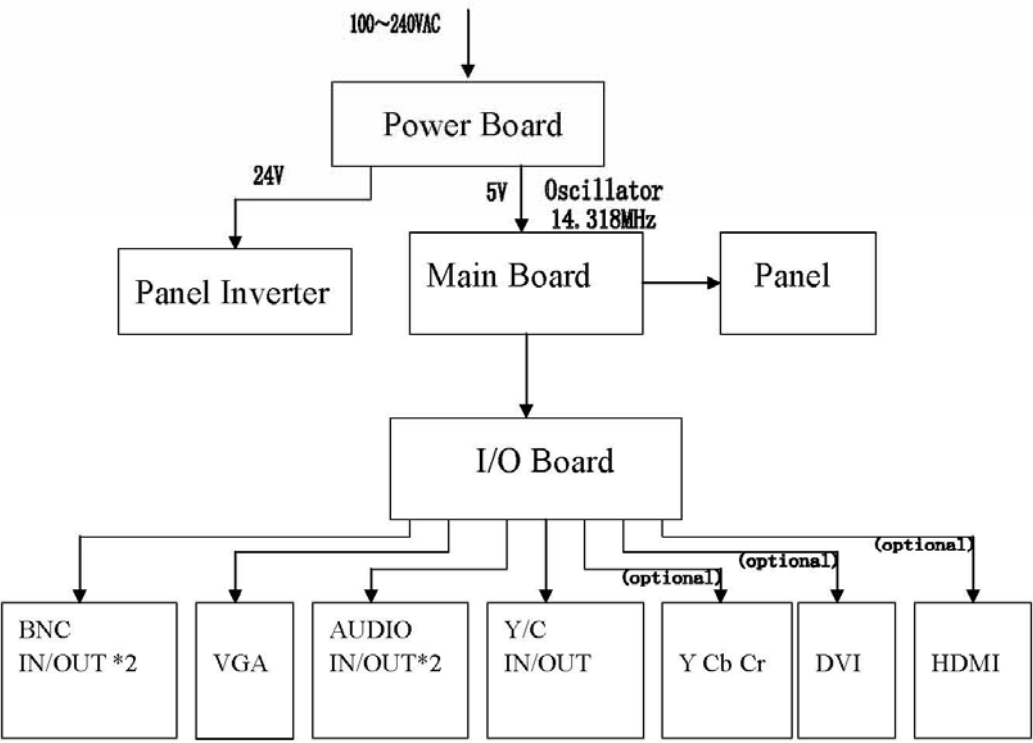 100~240VAC
Power Board
24V
5V
Oscillator
14.318MHz
Panel Inverter
Main Board
Panel
I/O Board
(optional)
(optional)
(optional)
BNC
IN/OUT *2
VGA
AUDIO
IN/OUT*2
Y/C
IN/OUT
Y Cb Cr
DVI
HDMI